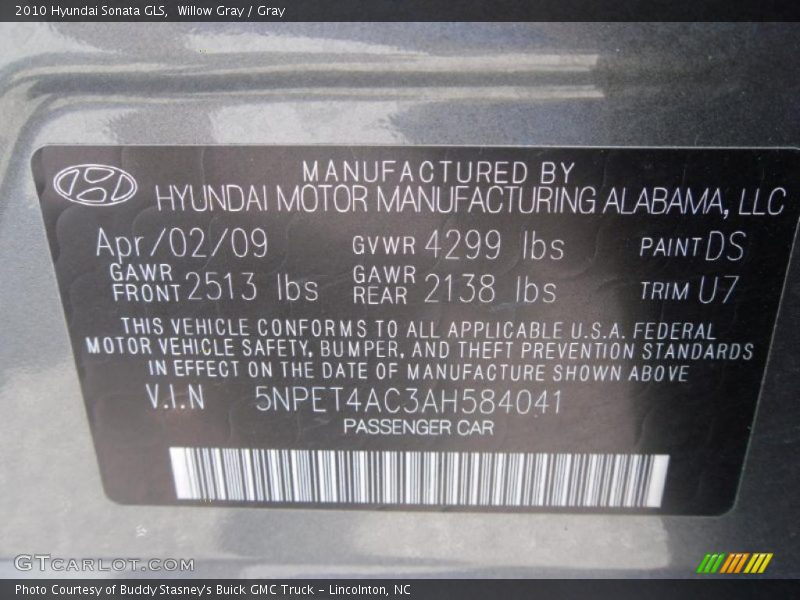 2010 Hyundai Sonata GLS, Willow Gray / Gray
MANUFACTURED BY
HYUNDAI MOTOR MANUFACTURING ALABAMA, LLC
Apr/02/09 GVWR 4299 lbs PAINT DS
GAWR FRONT 2513 lbs GAWR REAR 2138 lbs TRIM U7
THIS VEHICLE CONFORMS TO ALL APPLICABLE U.S.A. FEDERAL
MOTOR VEHICLE SAFETY, BUMPER, AND THEFT PREVENTION STANDARDS
IN EFFECT ON THE DATE OF MANUFACTURE SHOWN ABOVE
V.I.N 5NPET4AC3AH584041
PASSENGER CAR
GTCARLOT.COM
Photo Courtesy of Buddy Stasney's Buick GMC Truck - Lincolnton, NC